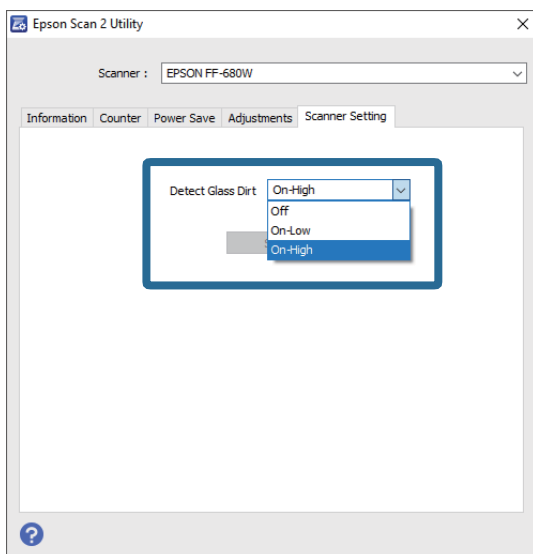 Epson Scan 2 Utility
Scanner : EPSON FF-680W
Information Counter Power Save Adjustments Scanner Setting
Detect Glass Dirt On-High
Off
On-Low
On-High